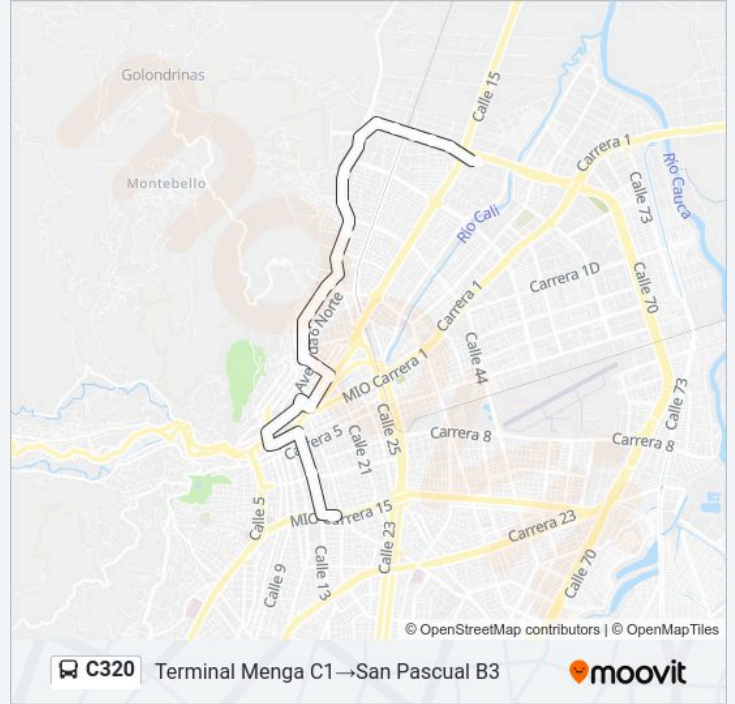 Golondrinas
Calle 15
Carrera 1
Río Cauca
Montebello
Calle 73
Río Cali
Carrera 1D
Calle 70
Carrera 1
Calle 44
MIO Carrera 1
Calle 73
Calle 25
Carrera 5
Calle 21
Carrera 8
Carrera 8
MIO Carrera 15
Calle 5
Carrera 23
Calle 23
Calle 13
Calle 9
Calle 70
© OpenStreetMap contributors | © OpenMapTiles
C320 Terminal Menga C1→San Pascual B3 moovit